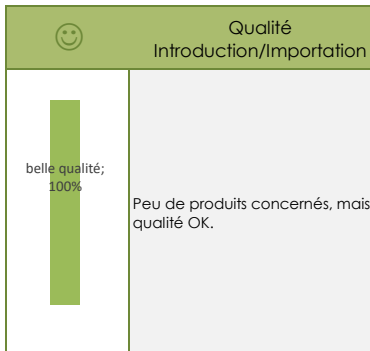 Qualité
Introduction/Importation
belle qualité;
100%
Peu de produits concernés, mais
qualité OK.